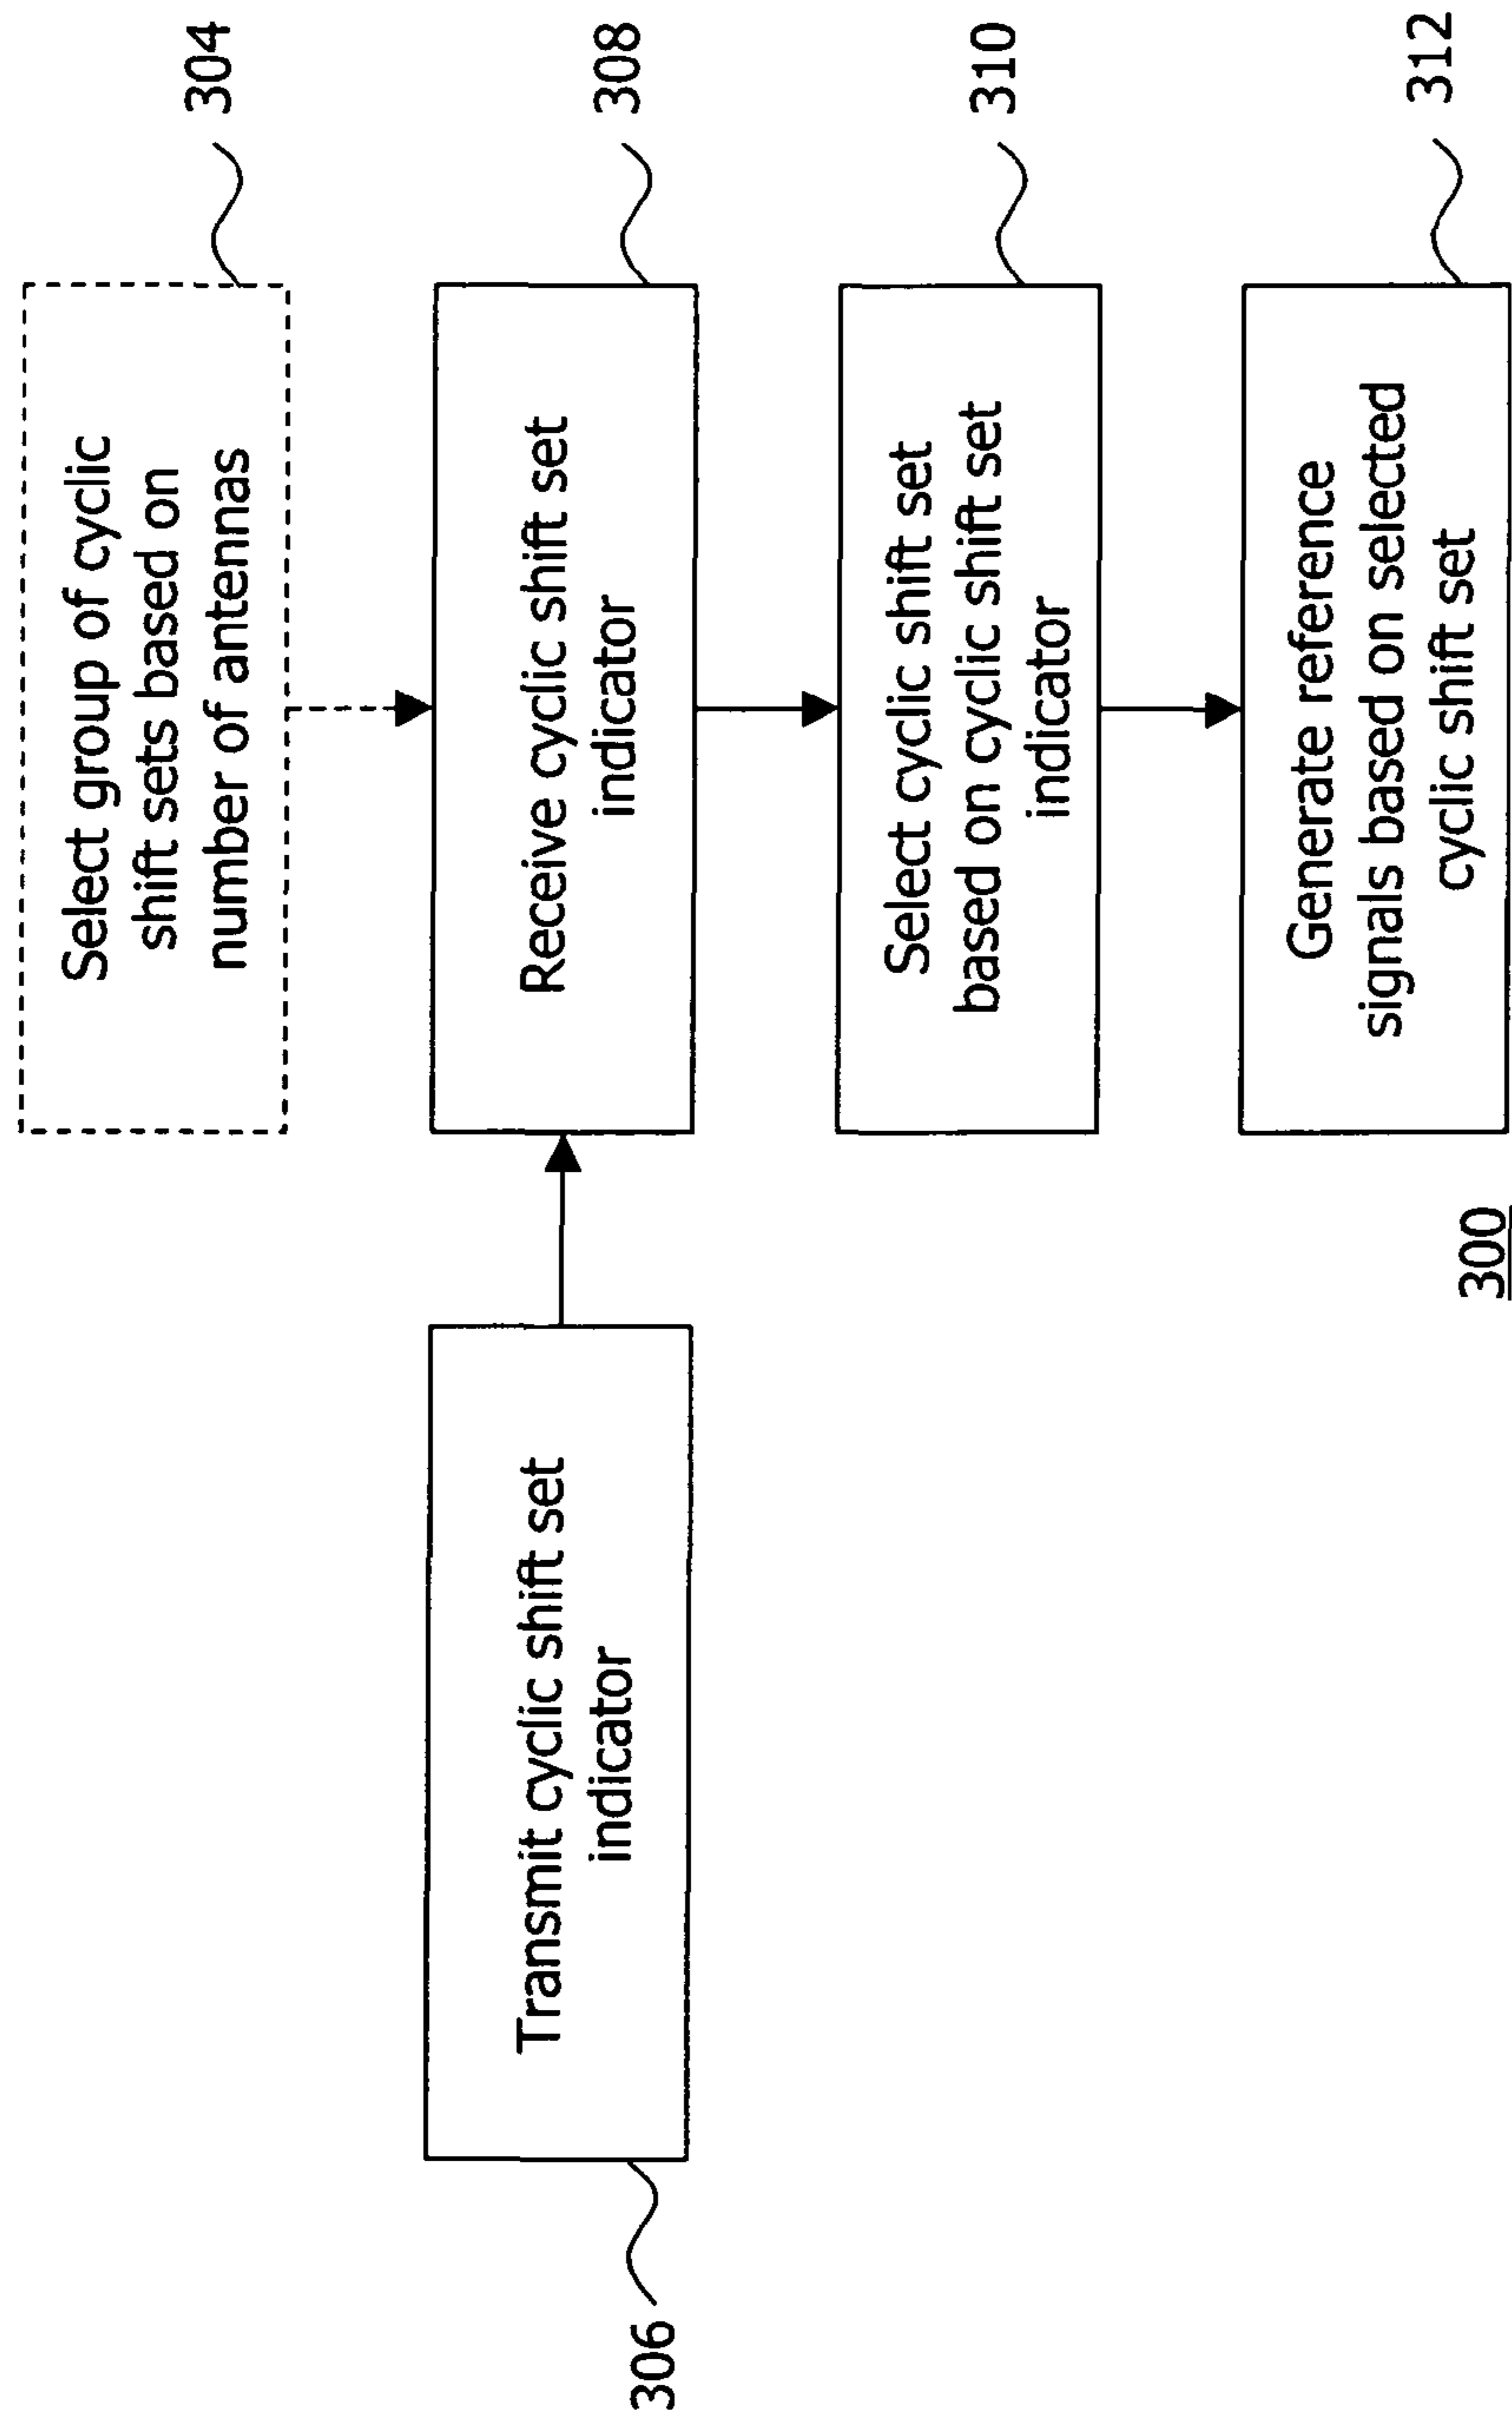 Select group of cyclic
shift sets based on
number of antennas
304
Transmit cyclic shift set
indicator
306
Receive cyclic shift set
indicator
308
Select cyclic shift set
based on cyclic shift set
indicator
310
Generate reference
signals based on selected
cyclic shift set
312
300